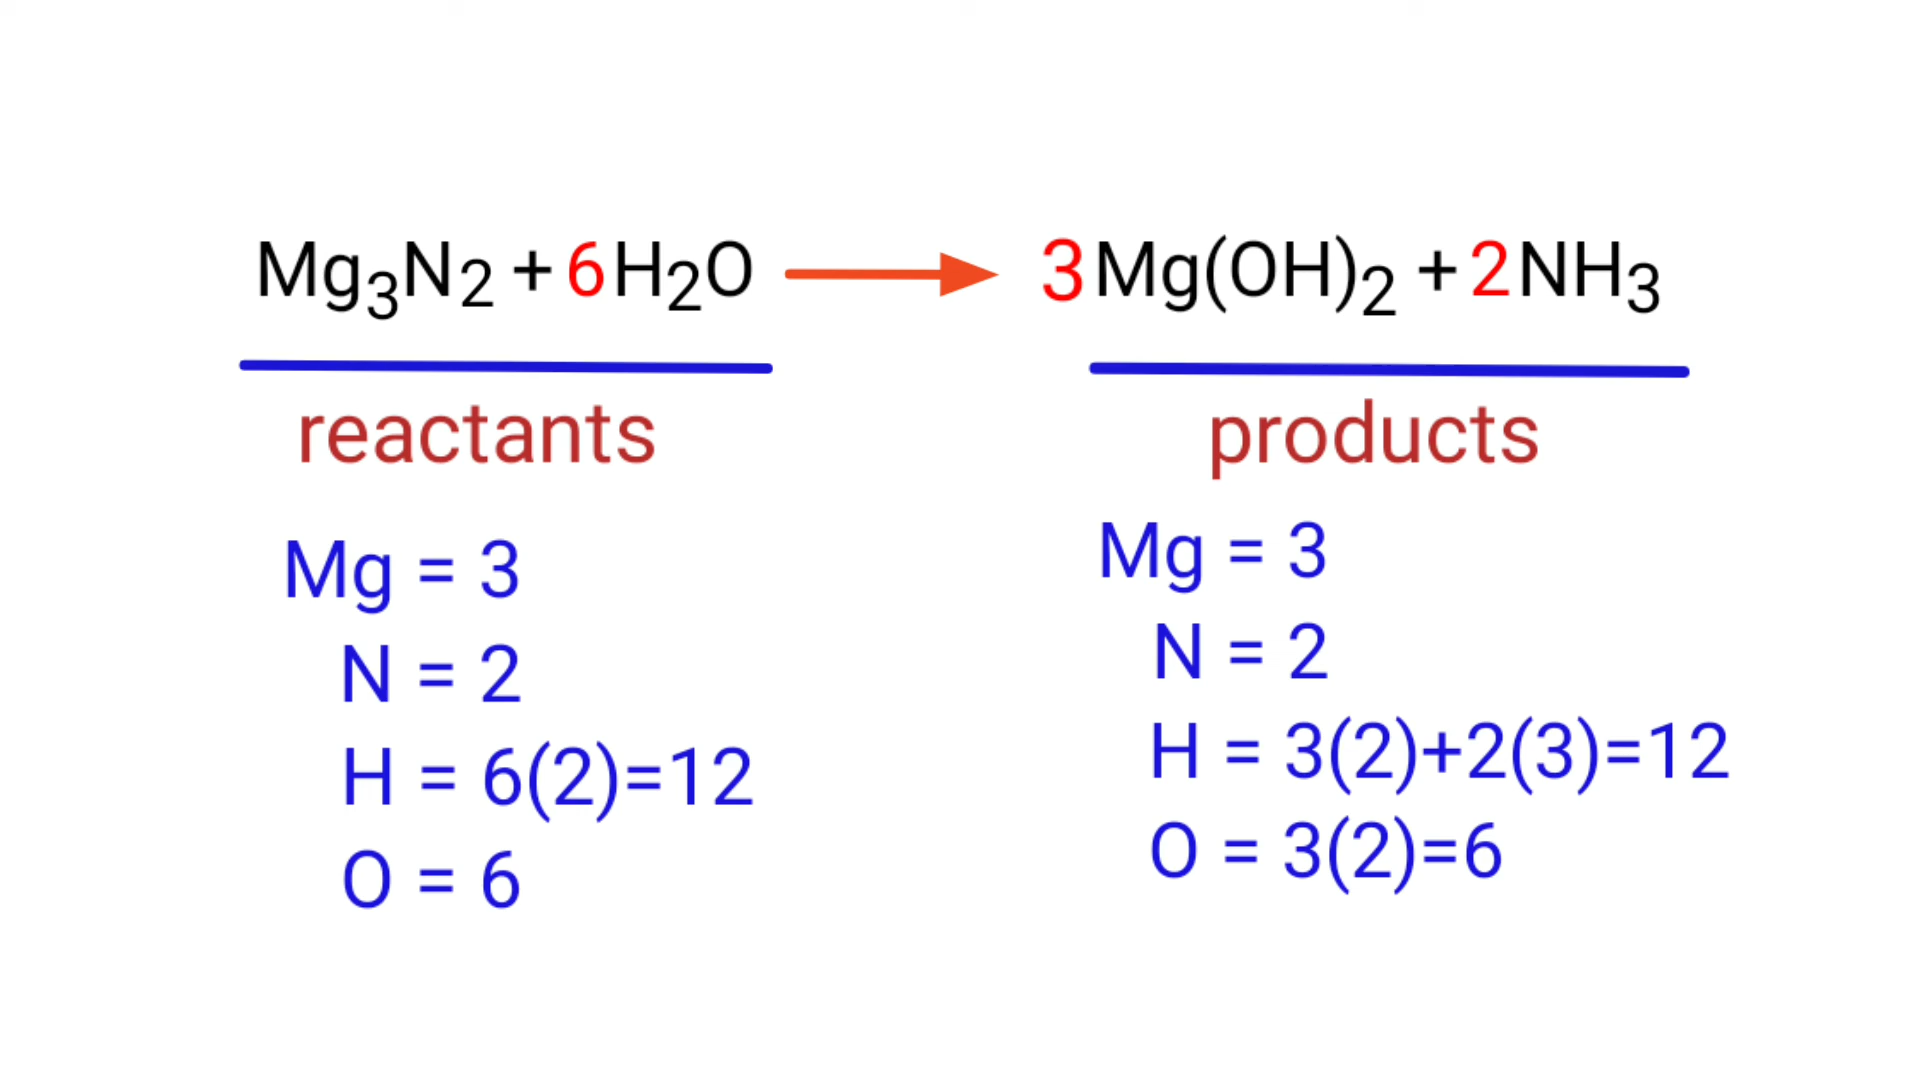 Mg₃N₂ + 6H₂O → 3Mg(OH)₂ + 2NH₃
reactants
Mg = 3
N = 2
H = 6(2)=12
O = 6
products
Mg = 3
N = 2
H = 3(2)+2(3)=12
O = 3(2)=6